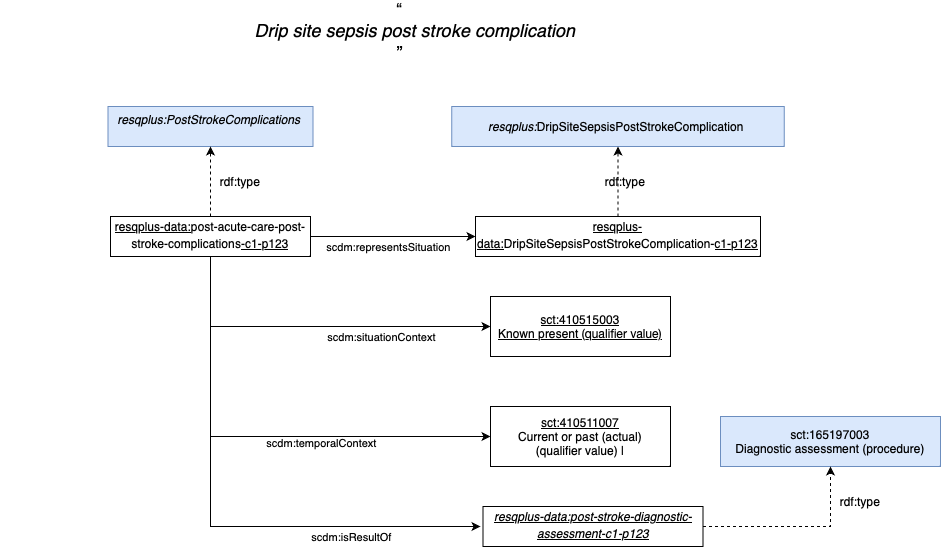 “
Drip site sepsis post stroke complication
”
resqplus:PostStrokeComplications
resqplus:DripSiteSepsisPostStrokeComplication
rdf:type
rdf:type
resqplus-data:post-acute-care-post-
stroke-complications-c1-p123
scdm:representsSituation
resqplus-
data:DripSiteSepsisPostStrokeComplication-c1-p123
sct:410515003
Known present (qualifier value)
scdm:situationContext
sct:410511007
Current or past (actual)
(qualifier value) |
scdm:temporalContext
sct:165197003
Diagnostic assessment (procedure)
rdf:type
resqplus-data:post-stroke-diagnostic-
assessment-c1-p123
scdm:isResultOf